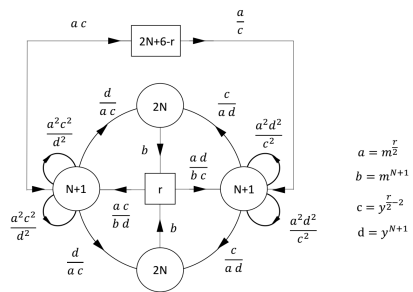 a c
2N+6-r
a/c
d/(a c)
2N
c/(a d)
a²c²/d²
b
a²d²/c²
N+1
a c/(b d)
r
a d/(b c)
N+1
a²c²/d²
b
a²d²/c²
d/(a c)
2N
c/(a d)
a = m^(r/2)
b = m^(N+1)
c = y^(r/2-2)
d = y^(N+1)